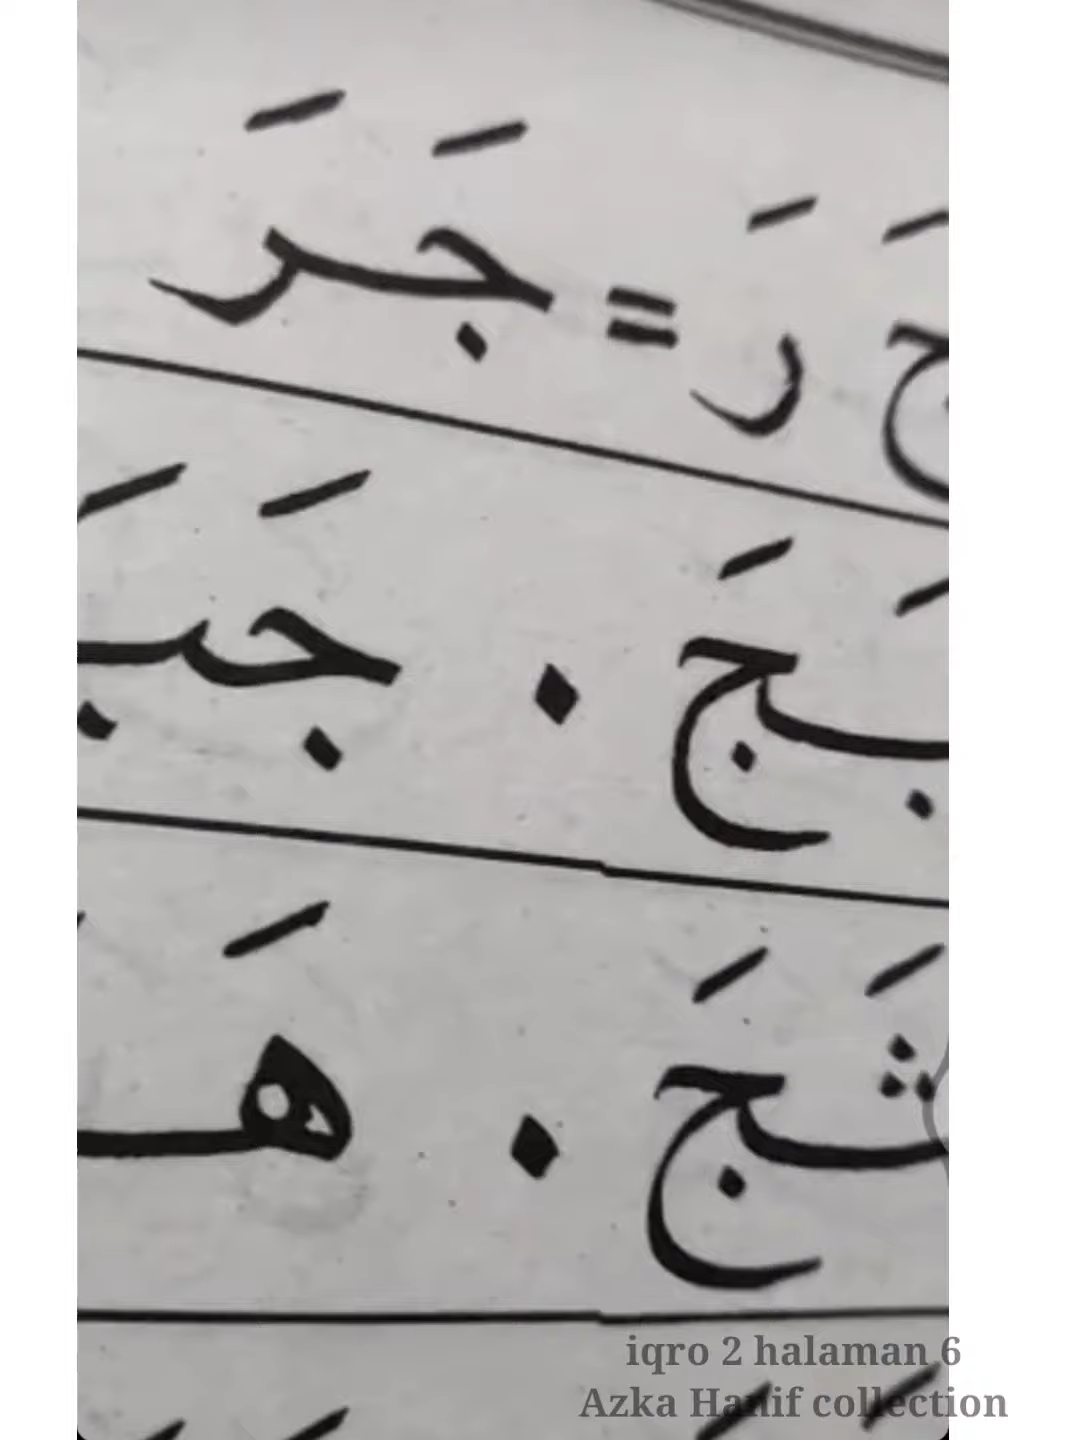 جَ رَ = جَرَ
بَجَ . جَبَ
ثَجَ . هَ
iqro 2 halaman 6
Azka Hanif collection